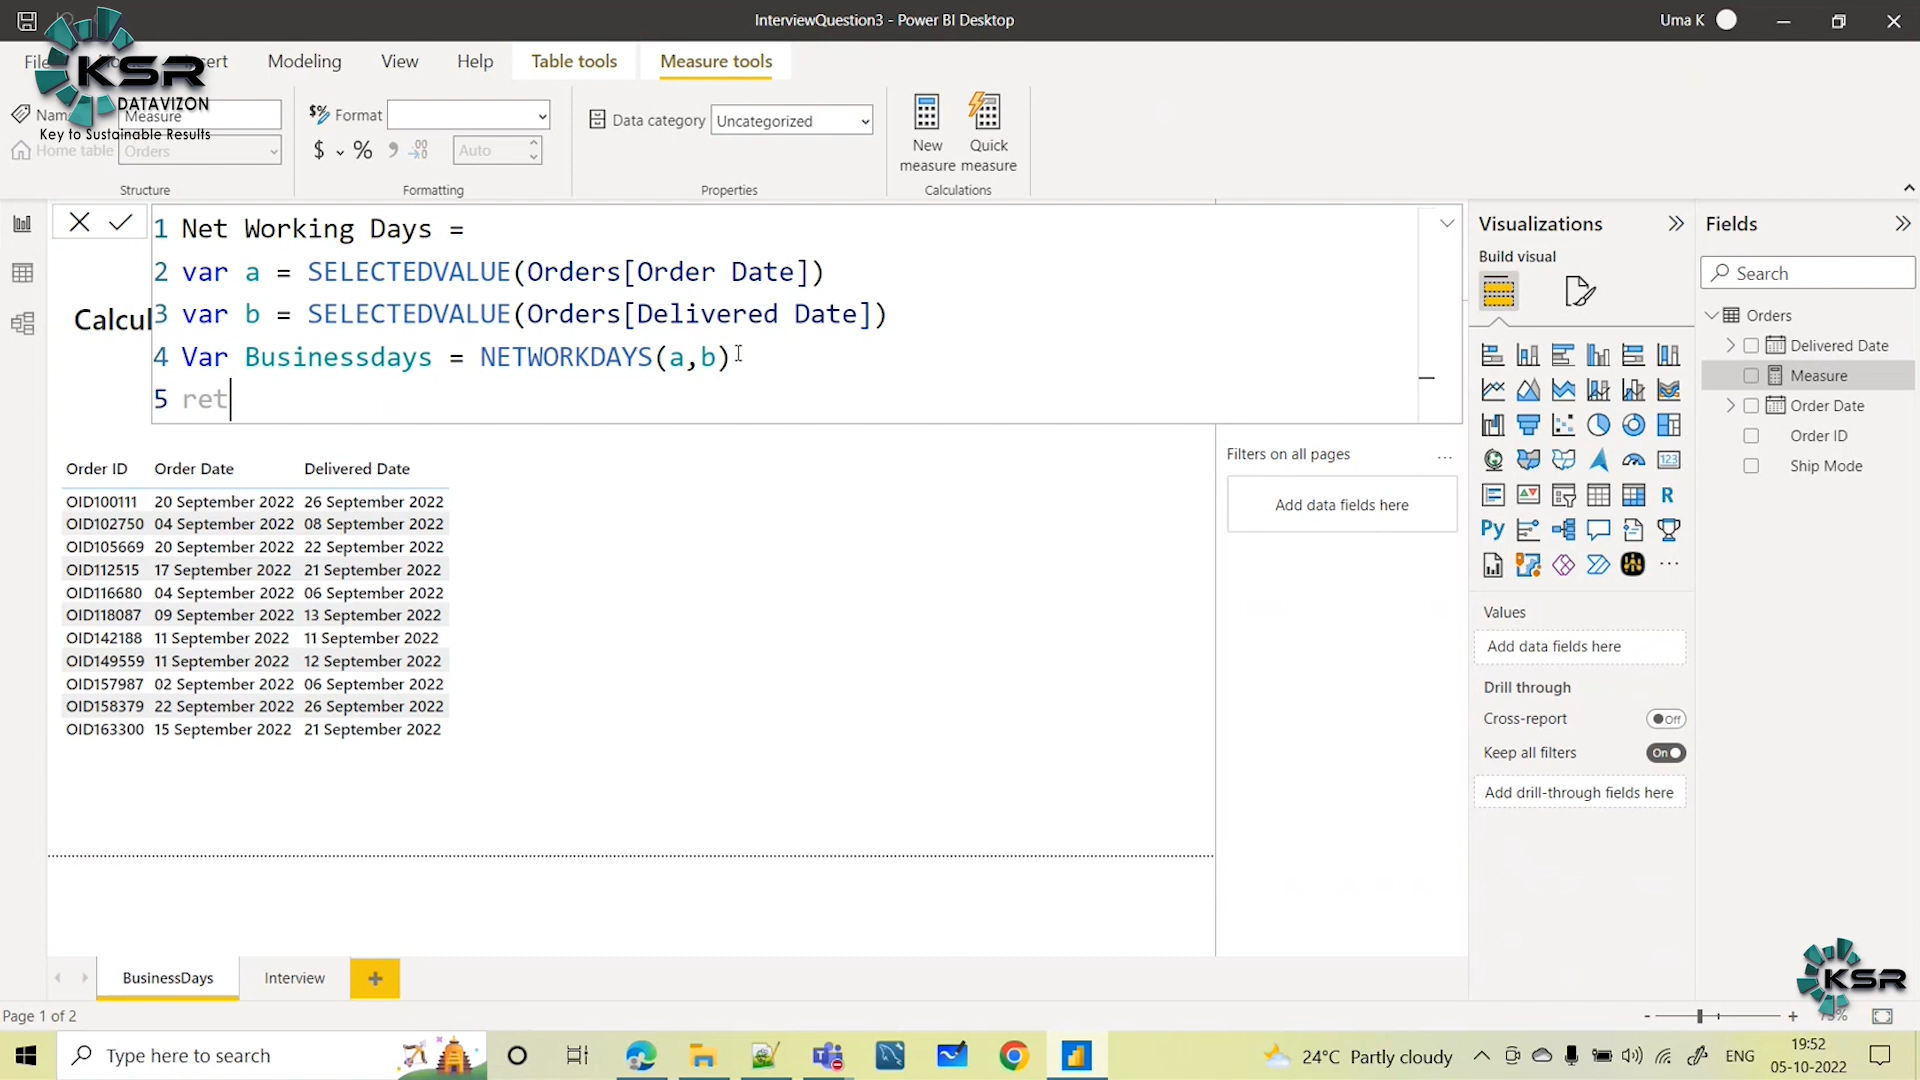 InterviewQuestion3 - Power BI Desktop
Uma K
Modeling
View
Help
Table tools
Measure tools
KSR
DATAVIZON
Key to Sustainable Results
Measure
Home table
Orders
Structure
Format
$ % 
Auto
Formatting
Data category
Uncategorized
Properties
New measure
Quick measure
Calculations
1 Net Working Days =
2 var a = SELECTEDVALUE(Orders[Order Date])
3 var b = SELECTEDVALUE(Orders[Delivered Date])
4 Var Businessdays = NETWORKDAYS(a,b)
5 ret
Calcul
Order ID Order Date Delivered Date
OID100111 20 September 2022 26 September 2022
OID102750 04 September 2022 08 September 2022
OID105669 20 September 2022 22 September 2022
OID112515 17 September 2022 21 September 2022
OID116680 04 September 2022 06 September 2022
OID118087 09 September 2022 13 September 2022
OID142188 11 September 2022 11 September 2022
OID149559 11 September 2022 12 September 2022
OID157987 02 September 2022 06 September 2022
OID158379 22 September 2022 26 September 2022
OID163300 15 September 2022 21 September 2022
Filters on all pages
Add data fields here
Visualizations
Build visual
123
R
Py
Values
Add data fields here
Drill through
Cross-report
Off
Keep all filters
On
Add drill-through fields here
Fields
Search
Orders
Delivered Date
Measure
Order Date
Order ID
Ship Mode
BusinessDays
Interview
+
Page 1 of 2
KSR
Type here to search
24°C Partly cloudy
ENG
19:52
05-10-2022